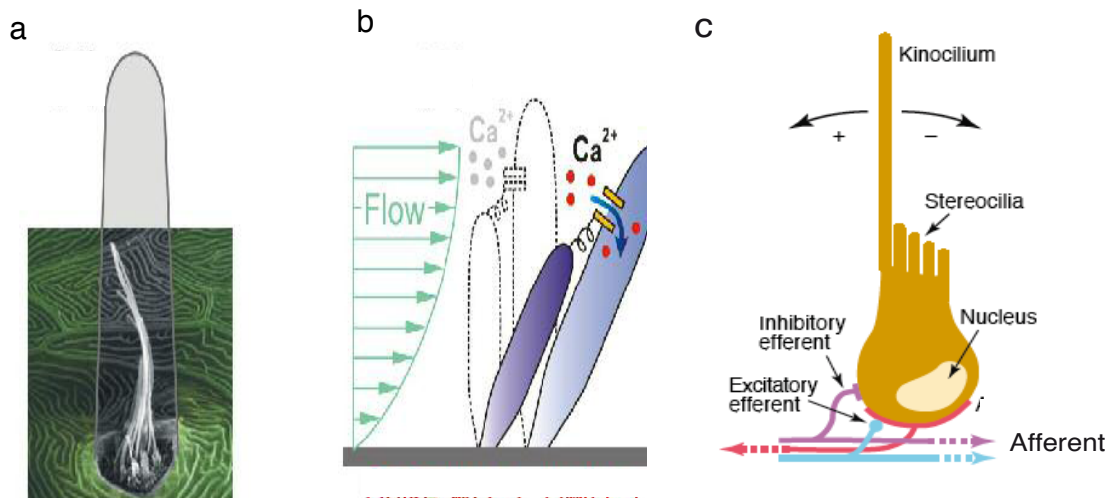 a
b
c
Kinocilium
+
−
Ca2+
Ca2+
Flow
Stereocilia
Nucleus
Inhibitory
efferent
Excitatory
efferent
Afferent